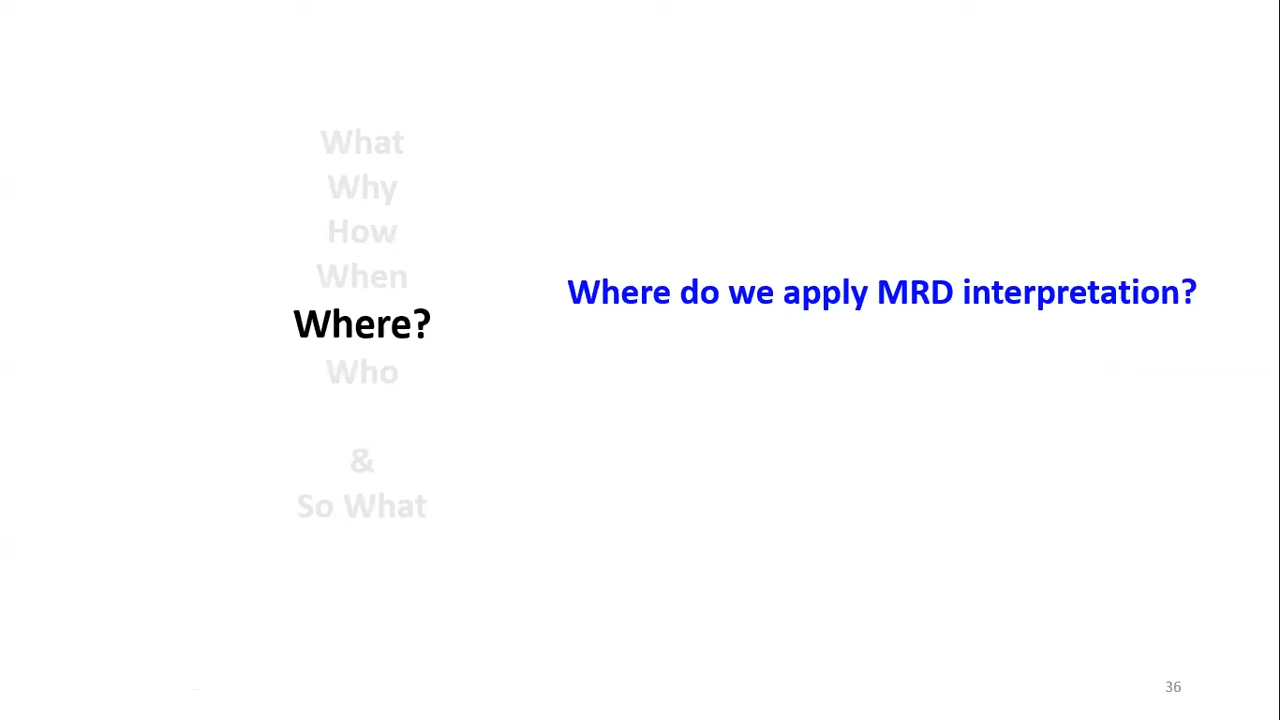 What
Why
How
When
Where?
Who
&
So What
Where do we apply MRD interpretation?
36